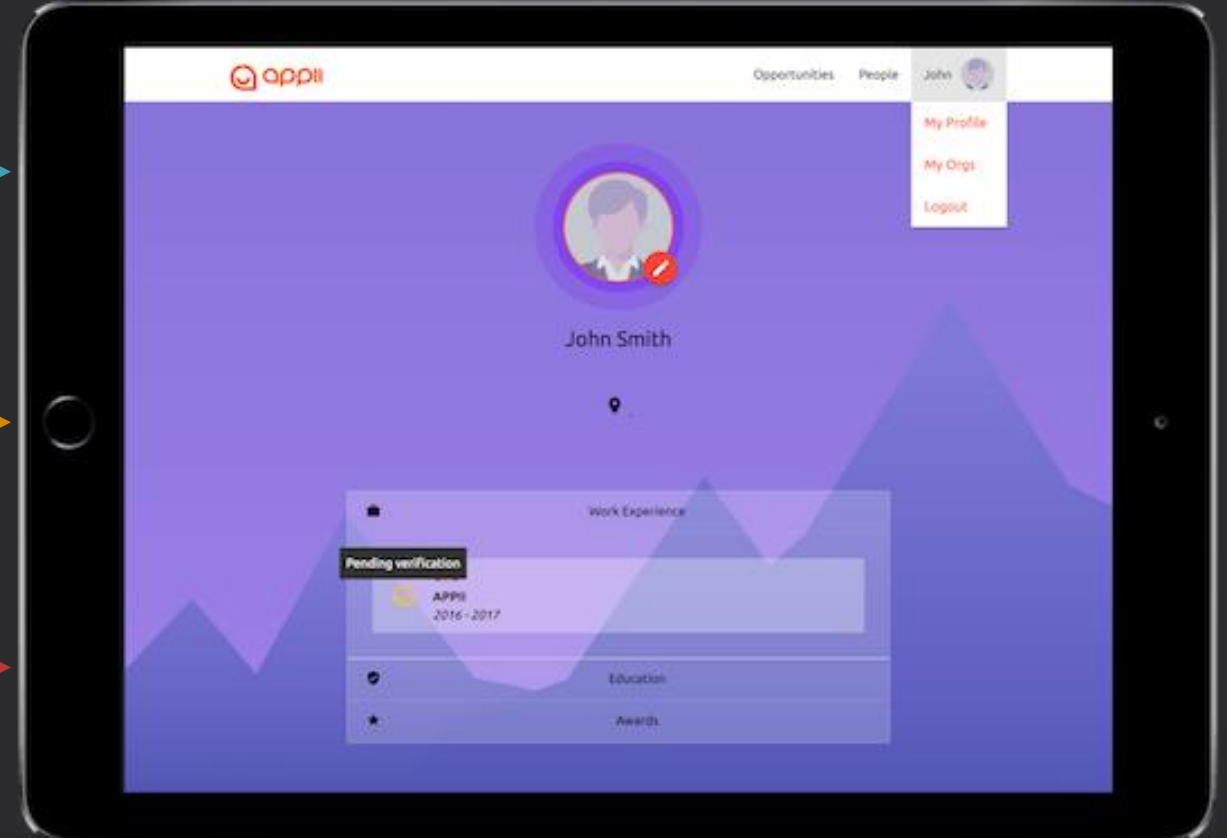 appii
Opportunities People John
My Profile
My Orgs
Logout
John Smith
Work Experience
Pending verification
APPII
2016 - 2017
Education
Awards